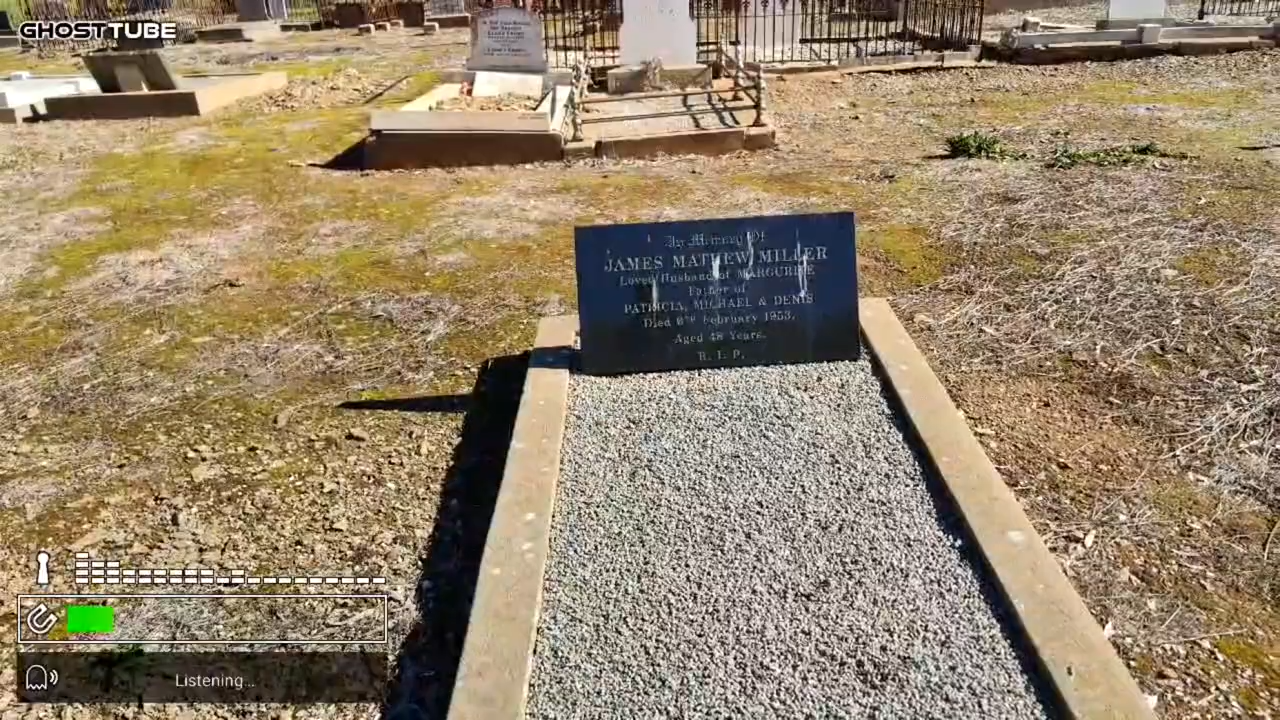 GHOSTTUBE
In Memory Of
JAMES MATHEW MILLER
Loved Husband of MARGURITE
Father of
PATRICIA, MICHAEL & DENIS
Died 6TH February 1953.
Aged 48 Years.
R. I. P.
Listening...